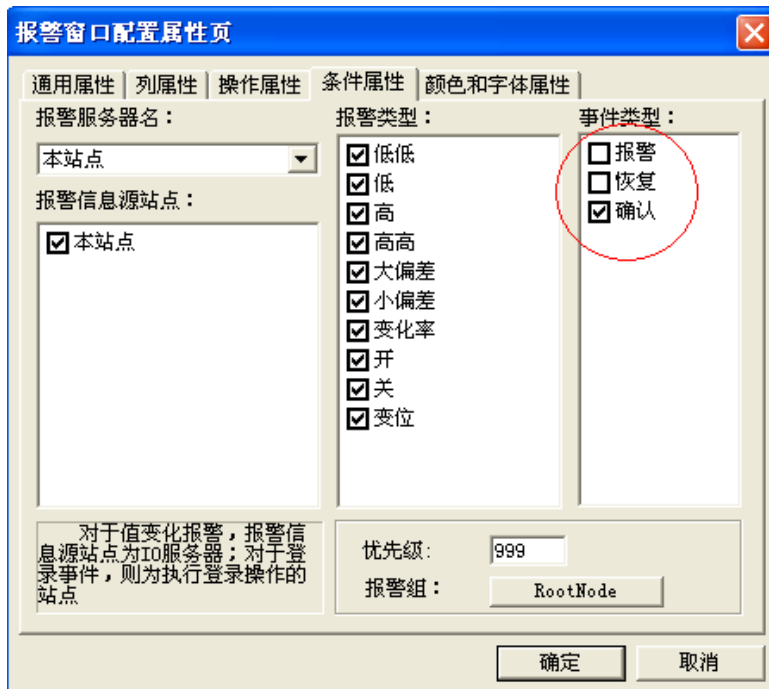 报警窗口配置属性页
通用属性
列属性
操作属性
条件属性
颜色和字体属性
报警服务器名：
本站点
报警信息源站点：
本站点
报警类型：
低低
低
高
高高
大偏差
小偏差
变化率
开
关
变位
事件类型：
报警
恢复
确认
对于值变化报警，报警信
息源站点为IO服务器；对于登
录事件，则为执行登录操作的
站点
优先级:
999
报警组：
RootNode
确定
取消